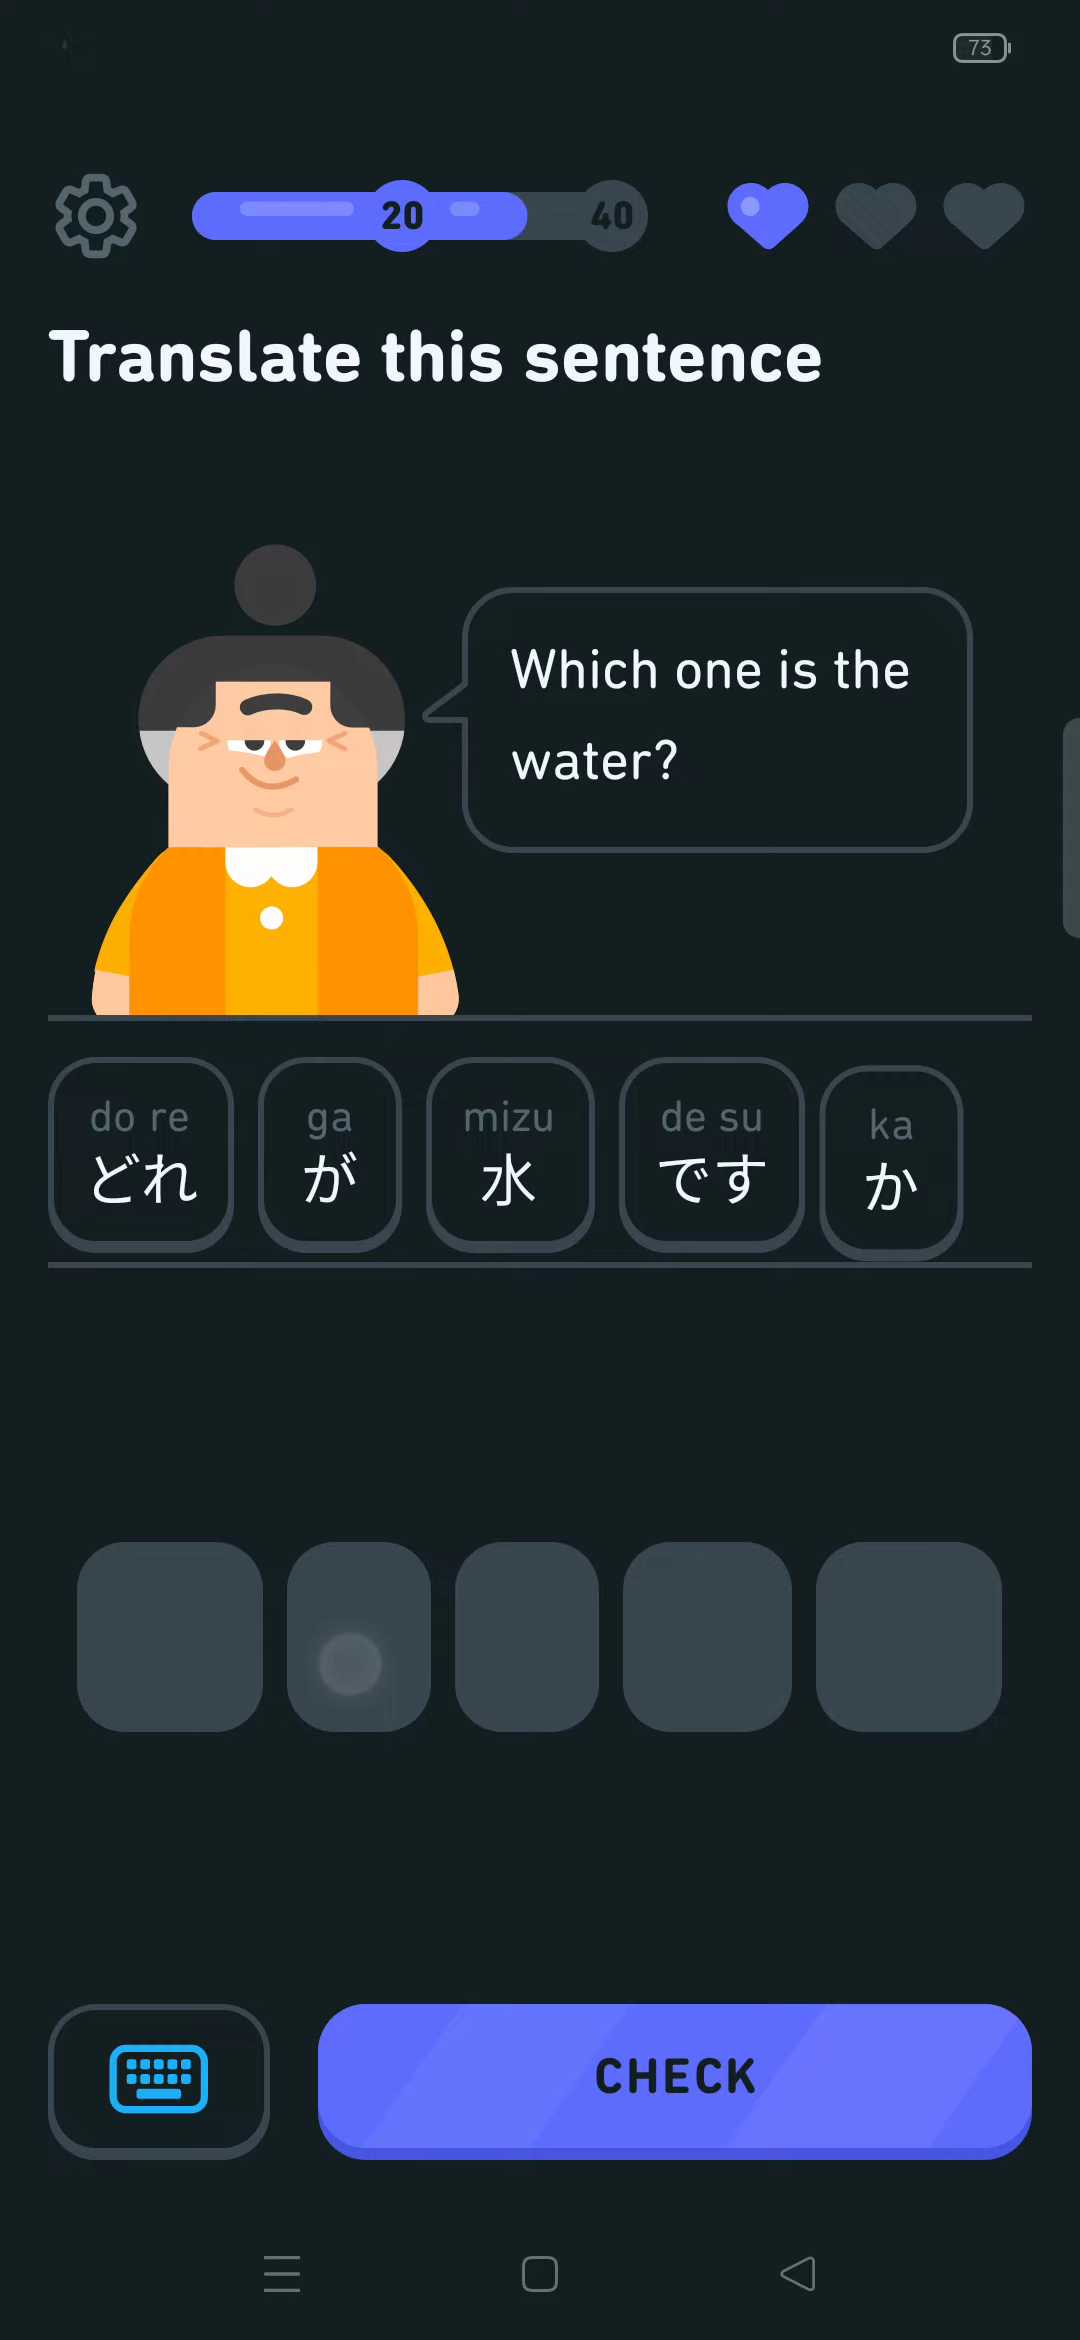 73
20 40
Translate this sentence
Which one is the
water?
do re ga mizu de su ka
どれ が 水 です か
CHECK